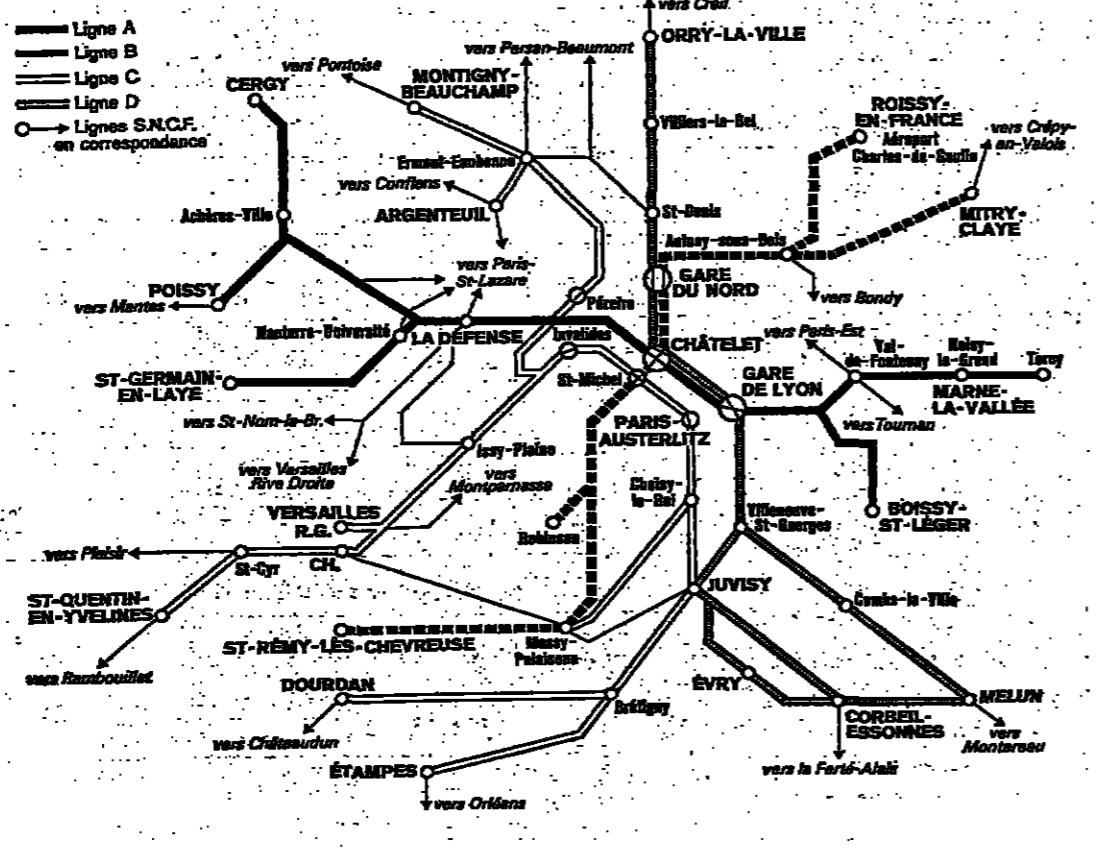 Ligne A
Ligne B
Ligne C
Ligne D
Lignes S.N.C.F.
en correspondance
vers Creil
ORRY-LA-VILLE
vers Persan-Beaumont
vers Pontoise
MONTIGNY-
BEAUCHAMP
CERGY
Villiers-le-Bel
ROISSY-
EN-FRANCE
Aéroport
Charles-de-Gaulle
vers Crépy-
en-Valois
Ermont-Eaubonne
vers Conflans
ARGENTEUIL
Achères-Ville
St-Denis
MITRY-
CLAYE
Aulnay-sous-Bois
vers Paris-
St-Lazare
GARE
DU NORD
POISSY
vers Mantes
Péreire
vers Bondy
Nanterre-Université
LA DÉFENSE
Invalides
CHÂTELET
vers Paris-Est
Val-
de-Fontenay
Noisy-
le-Grand
Torcy
ST-GERMAIN-
EN-LAYE
St-Michel
GARE
DE LYON
MARNE-
LA-VALLÉE
vers St-Nom-la-Br.
PARIS-
AUSTERLITZ
vers Tournan
Issy-Plaine
vers Versailles
Rive Droite
vers
Montparnasse
Choisy-
le-Roi
VERSAILLES
R.G.
Robinson
Villeneuve-
St-Georges
BOISSY-
ST-LÉGER
vers Plaisir
St-Cyr
CH.
JUVISY
ST-QUENTIN-
EN-YVELINES
Combs-la-Ville
ST-RÉMY-LÈS-CHEVREUSE
Massy-
Palaiseau
vers Rambouillet
DOURDAN
Brétigny
ÉVRY
MELUN
CORBEIL-
ESSONNES
vers
Montereau
vers Châteaudun
vers la Ferté-Alais
ÉTAMPES
vers Orléans